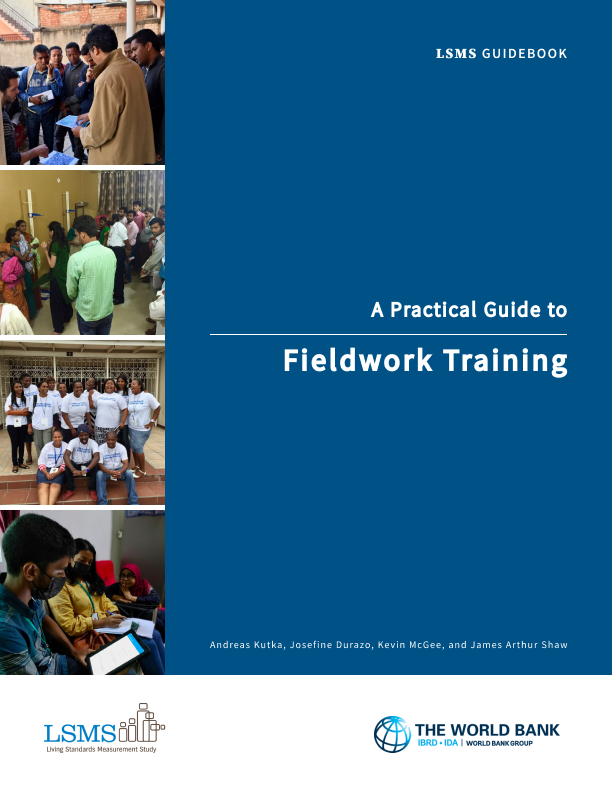 LSMS GUIDEBOOK
A Practical Guide to
Fieldwork Training
Andreas Kutka, Josefine Durazo, Kevin McGee, and James Arthur Shaw
LSMS
Living Standards Measurement Study
THE WORLD BANK
IBRD • IDA | WORLD BANK GROUP